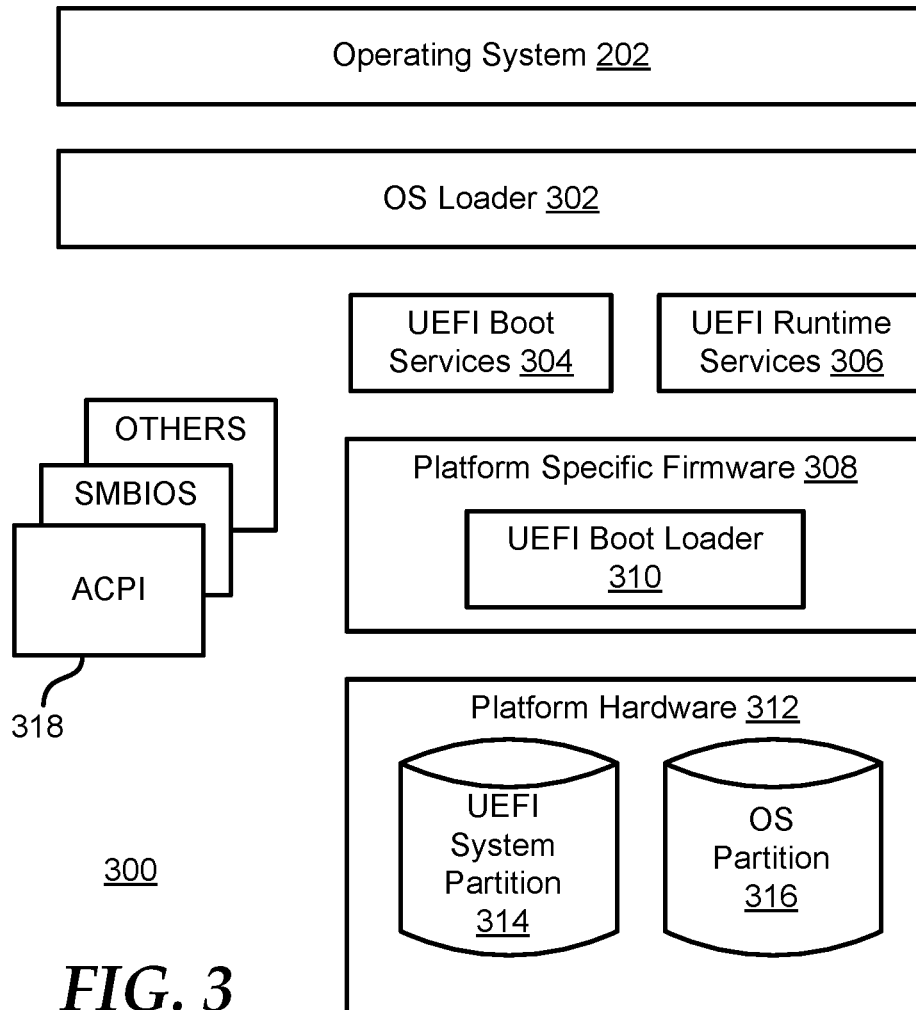 Operating System 202
OS Loader 302
UEFI Boot
Services 304
UEFI Runtime
Services 306
OTHERS
SMBIOS
ACPI
318
Platform Specific Firmware 308
UEFI Boot Loader
310
Platform Hardware 312
UEFI
System
Partition
314
OS
Partition
316
300
FIG. 3